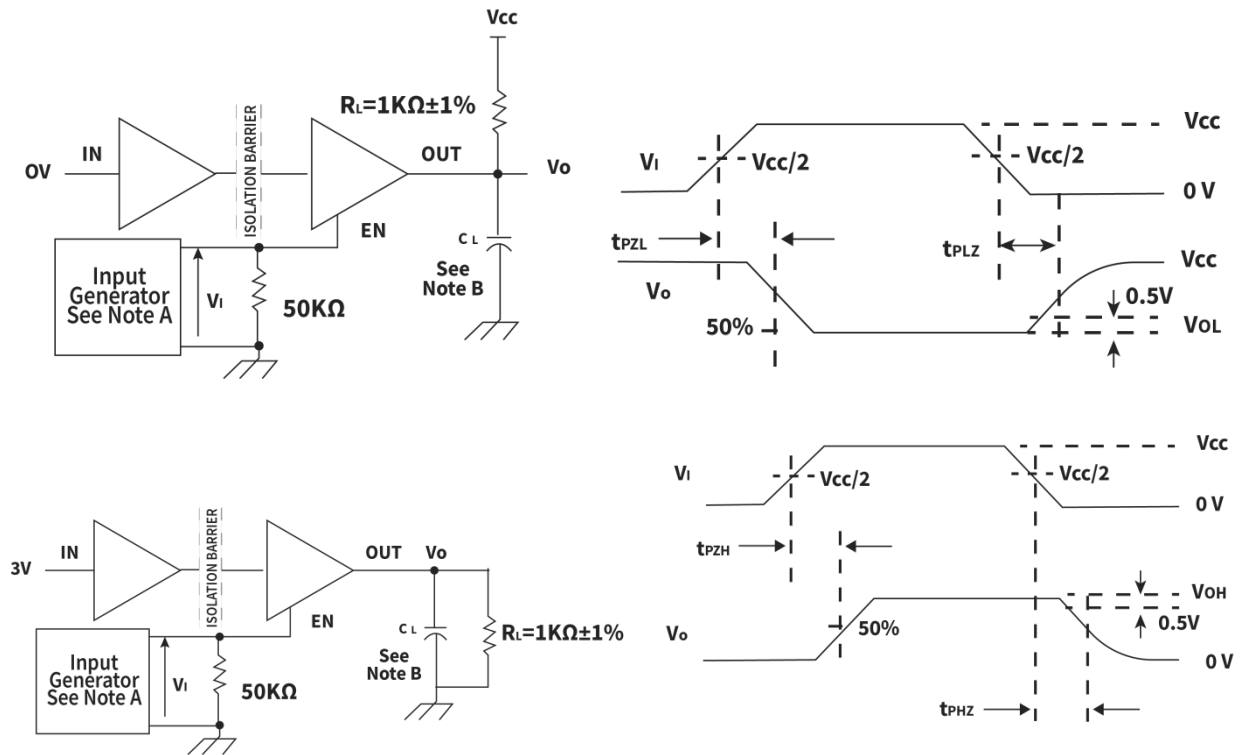 Vcc
RL=1KΩ±1%
ISOLATION BARRIER
IN
OUT
0V
Vo
EN
CL
See
Note B
Input
Generator
See Note A
VI
50KΩ
Vcc
VI
Vcc/2
Vcc/2
0 V
tPZL
tPLZ
Vcc
Vo
0.5V
50%
VOL
ISOLATION BARRIER
IN
OUT
Vo
3V
EN
CL
RL=1KΩ±1%
See
Note B
Input
Generator
See Note A
VI
50KΩ
Vcc
VI
Vcc/2
Vcc/2
0 V
tPZH
VOH
Vo
50%
0.5V
0 V
tPHZ